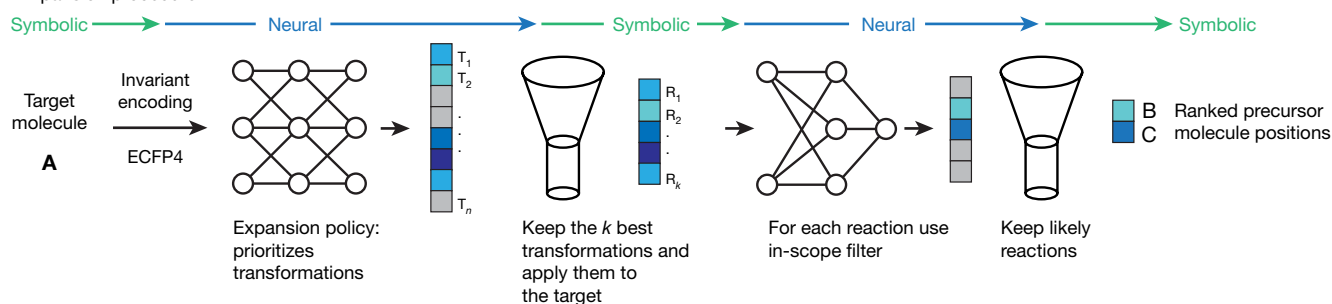 Symbolic
Neural
Symbolic
Neural
Symbolic
Target
molecule
A
Invariant
encoding
ECFP4
T1
T2
.
.
.
Tn
R1
R2
.
.
Rk
B
C
Ranked precursor
molecule positions
Expansion policy:
prioritizes
transformations
Keep the k best
transformations and
apply them to
the target
For each reaction use
in-scope filter
Keep likely
reactions